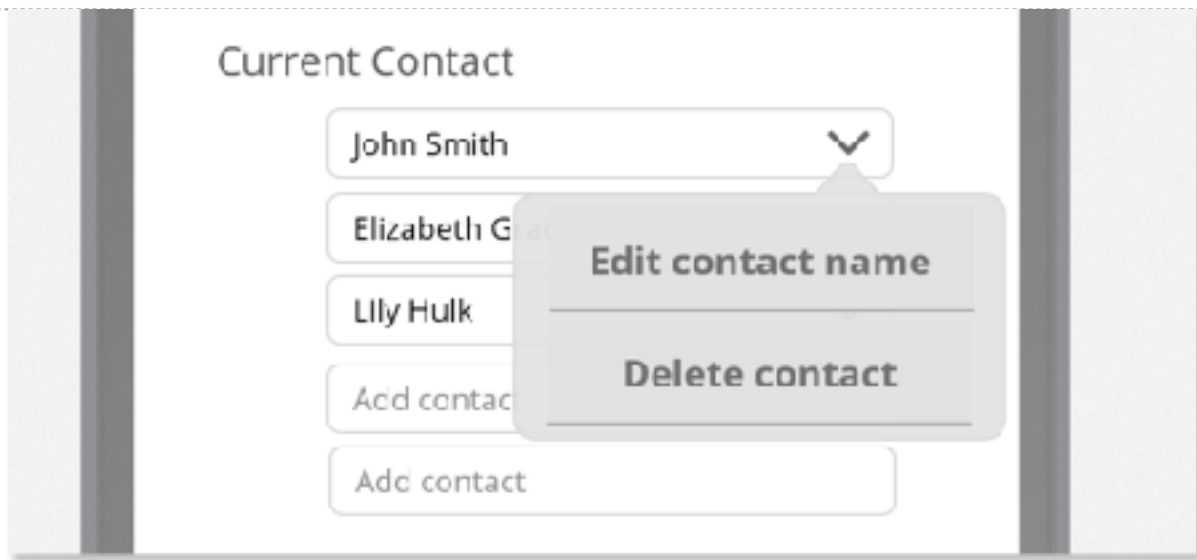 Current Contact
John Smith
Elizabeth G
Lily Hulk
Edit contact name
Delete contact
Add contac
Add contact